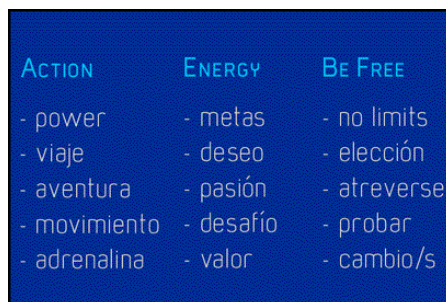 ACTION
- power
- viaje
- aventura
- movimiento
- adrenalina
ENERGY
- metas
- deseo
- pasión
- desafío
- valor
BE FREE
- no limits
- elección
- atreverse
- probar
- cambio/s